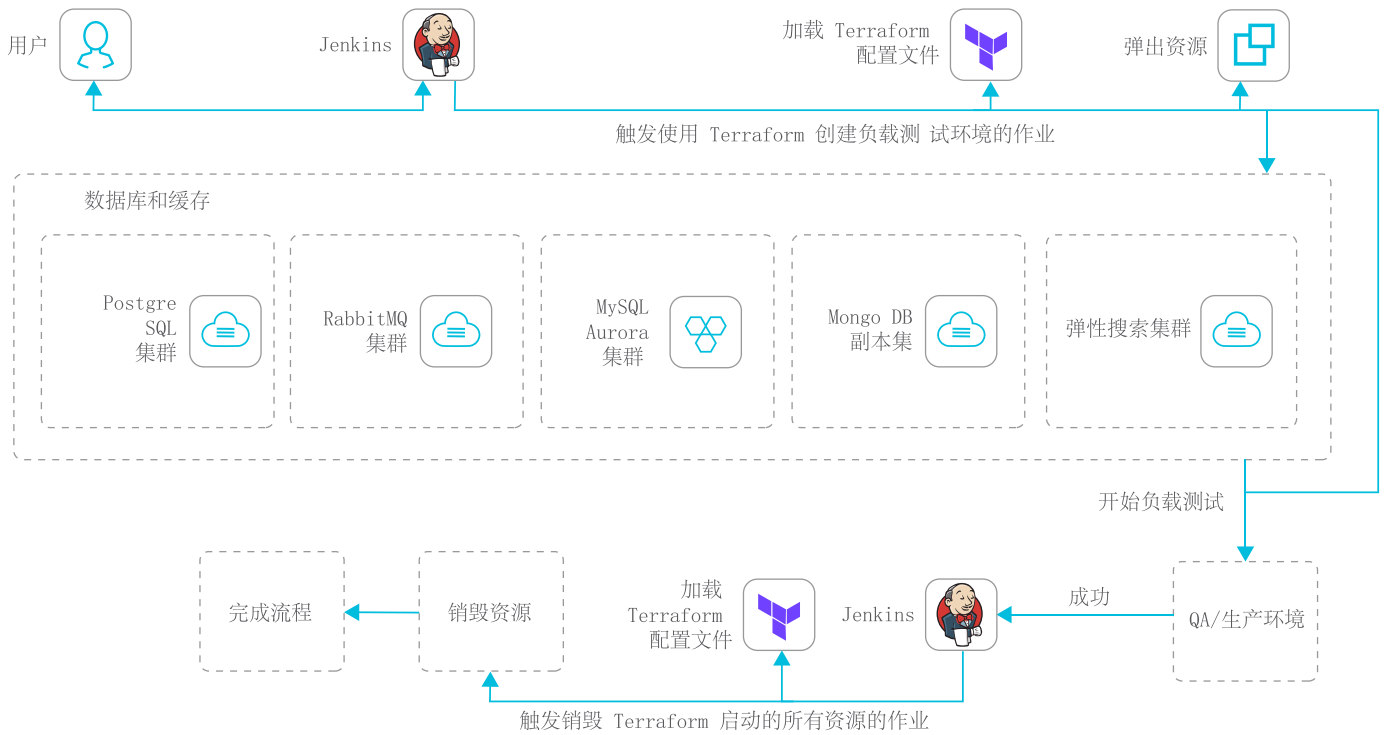 用户
Jenkins
加载 Terraform
配置文件
弹出资源
触发使用 Terraform 创建负载测 试环境的作业
数据库和缓存
Postgre
SQL
集群
RabbitMQ
集群
MySQL
Aurora
集群
Mongo DB
副本集
弹性搜索集群
开始负载测试
完成流程
销毁资源
加载
Terraform
配置文件
Jenkins
成功
QA/生产环境
触发销毁 Terraform 启动的所有资源的作业